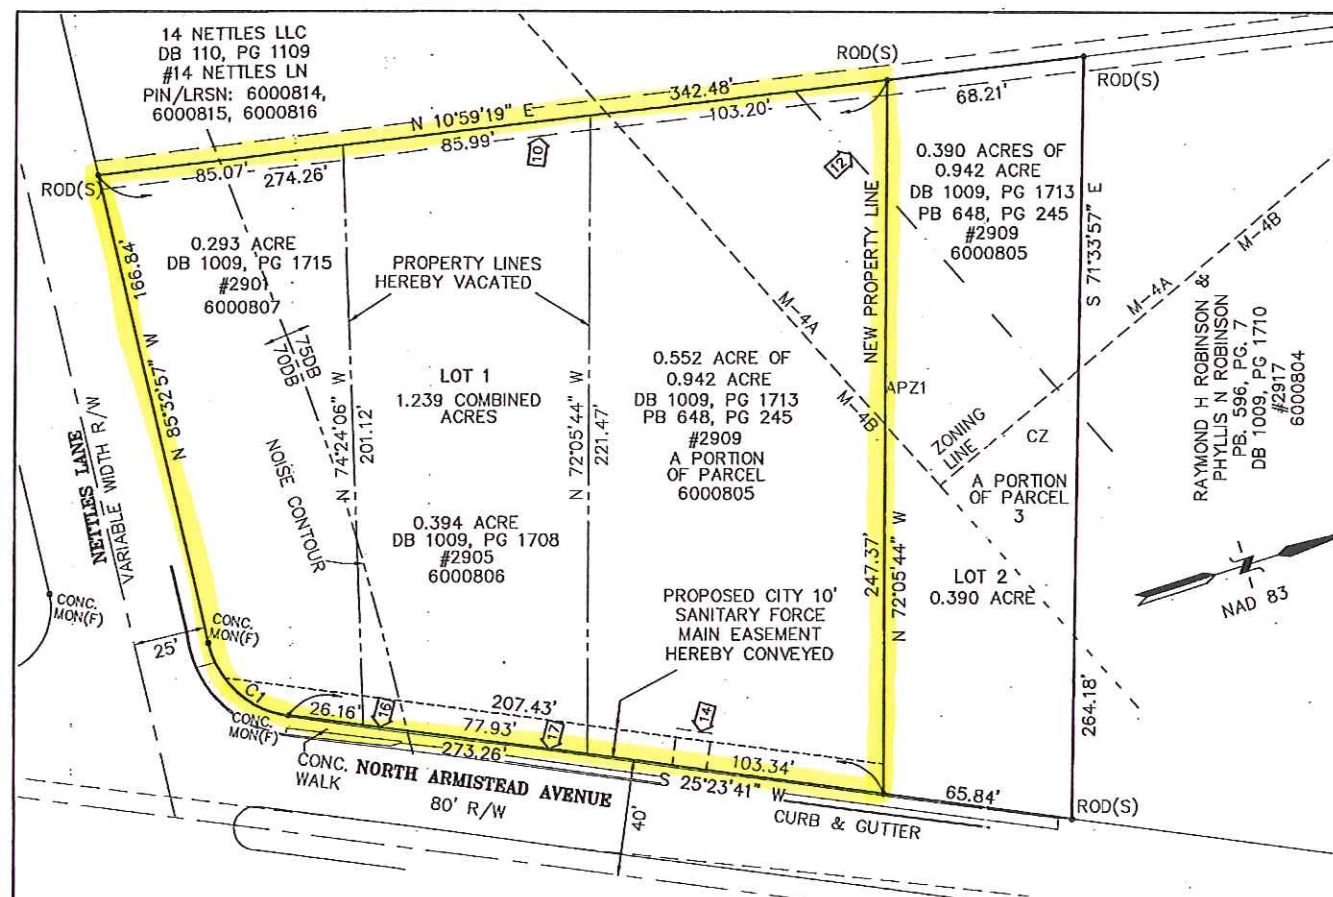 14 NETTLES LLC
DB 110, PG 1109
#14 NETTLES LN
PIN/LRSN: 6000814,
6000815, 6000816
ROD(S)
ROD(S)
342.48'
N 10°59'19" E
68.21'
103.20'
85.99'
10
85.07'
274.26'
ROD(S)
12
0.390 ACRES OF
0.942 ACRE
DB 1009, PG 1713
PB 648, PG 245
#2909
6000805
NEW PROPERTY LINE
S 71°33'57" E
M-4B
M-4A
166.84'
N 85°32'57" W
0.293 ACRE
DB 1009, PG 1715
#2901
6000807
PROPERTY LINES
HEREBY VACATED
M-4A
M-4B
75DB
70DB
LOT 1
1.239 COMBINED
ACRES
N 74°24'06" W
201.12'
N 72°05'44" W
221.47'
0.552 ACRE OF
0.942 ACRE
DB 1009, PG 1713
PB 648, PG 245
#2909
A PORTION
OF PARCEL
6000805
APZ1
ZONING
LINE
CZ
A PORTION
OF PARCEL
3
RAYMOND H ROBINSON &
PHYLLIS N ROBINSON
PB. 596, PG. 7
DB 1009, PG 1710
#2917
6000804
NETTLES LANE
VARIABLE WIDTH R/W
NOISE CONTOUR
0.394 ACRE
DB 1009, PG 1708
#2905
6000806
247.37'
N 72°05'44" W
LOT 2
0.390 ACRE
NAD 83
PROPOSED CITY 10'
SANITARY FORCE
MAIN EASEMENT
HEREBY CONVEYED
CONC.
MON(F)
CONC.
MON(F)
25'
264.18'
C1
26.16'
16
207.43'
14
77.93'
17
CONC.
MON(F)
273.26'
103.34'
S 25°23'41" W
65.84'
ROD(S)
CONC.
WALK
NORTH ARMISTEAD AVENUE
80' R/W
40'
CURB & GUTTER